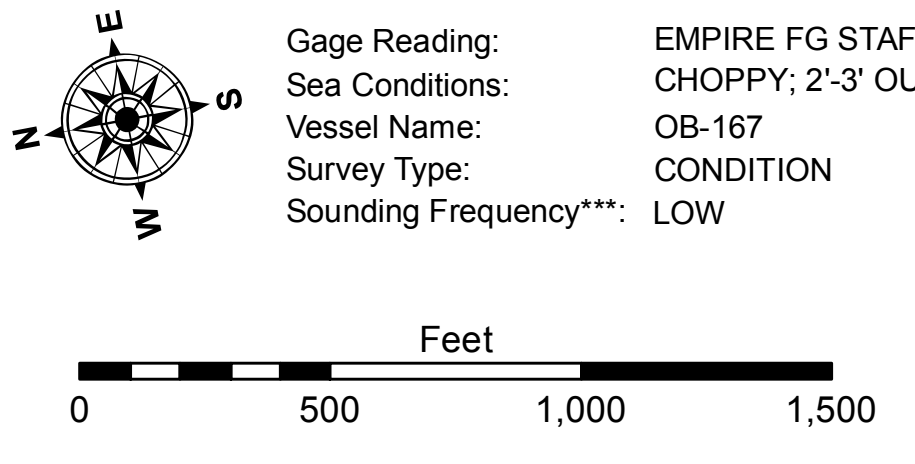 E
S
N
W
Gage Reading: EMPIRE FG STAF
Sea Conditions: CHOPPY; 2'-3' OU
Vessel Name: OB-167
Survey Type: CONDITION
Sounding Frequency***: LOW
Feet
0 500 1,000 1,500